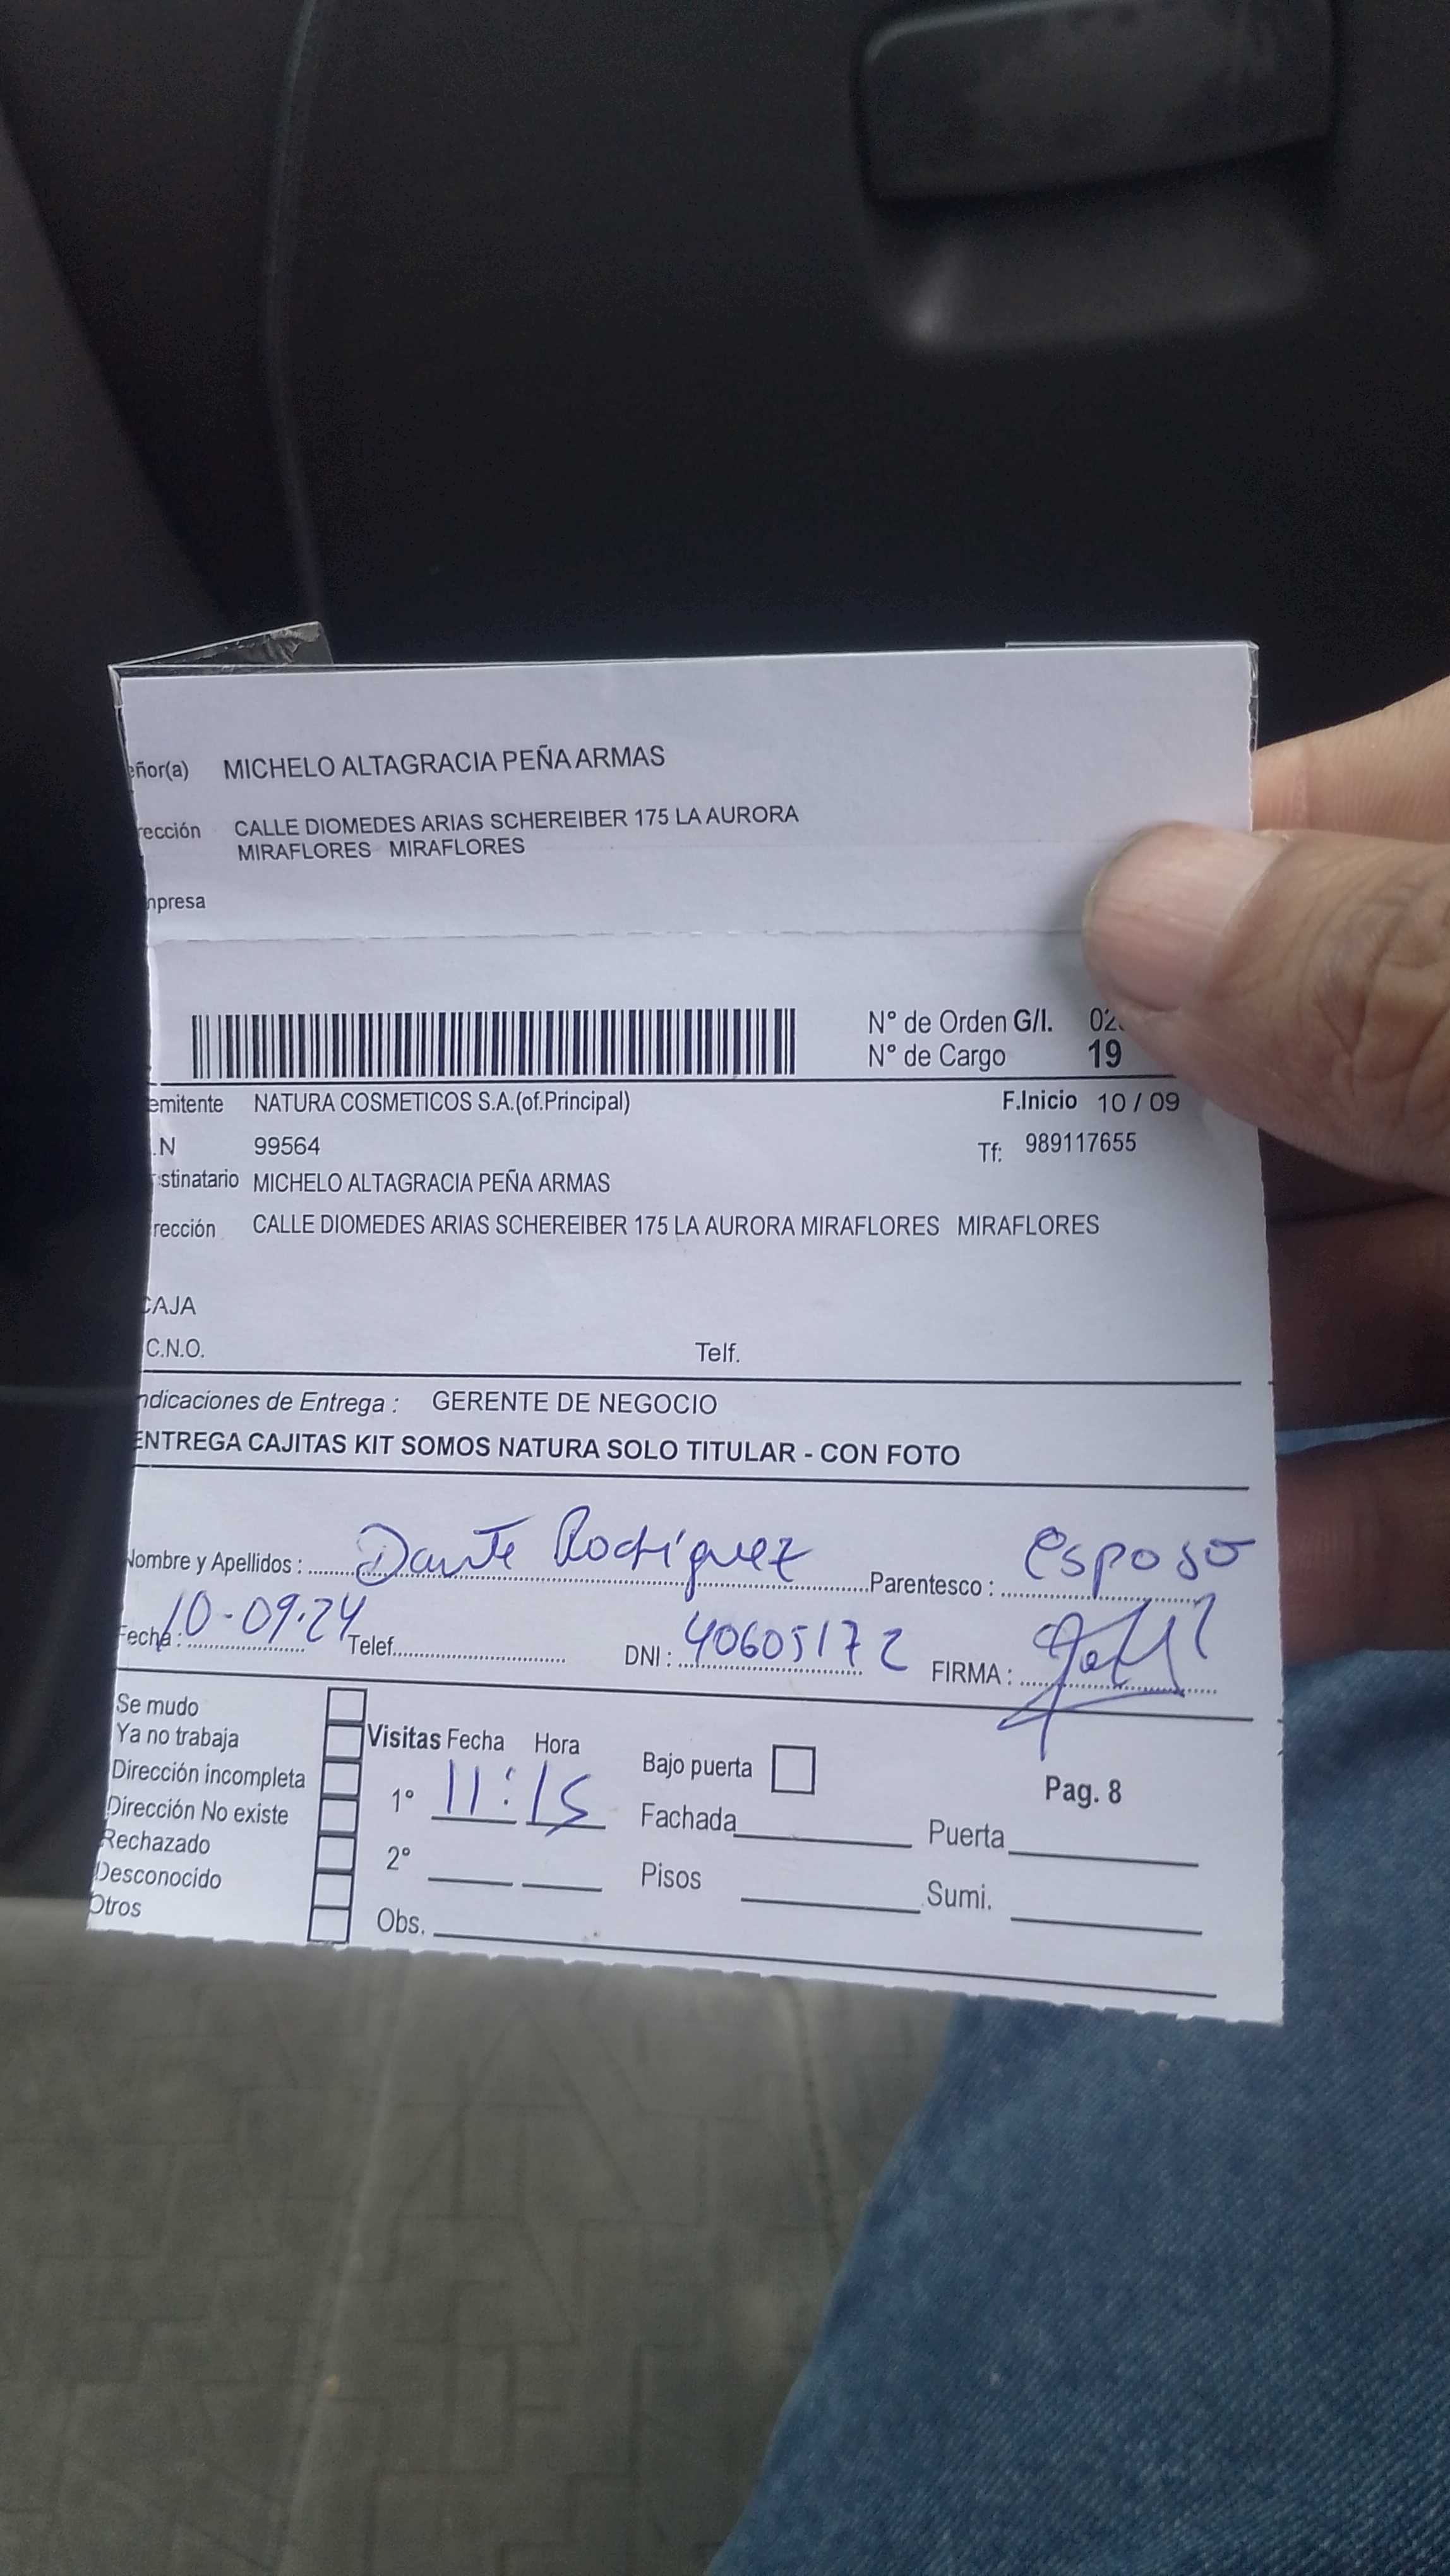 eñor(a) MICHELO ALTAGRACIA PEÑA ARMAS
rección CALLE DIOMEDES ARIAS SCHEREIBER 175 LA AURORA
MIRAFLORES MIRAFLORES
mpresa
N° de Orden G/I. 02
N° de Cargo 19
emitente NATURA COSMETICOS S.A.(of.Principal) F.Inicio 10 / 09
.N 99564 Tf: 989117655
stinatario MICHELO ALTAGRACIA PEÑA ARMAS
rección CALLE DIOMEDES ARIAS SCHEREIBER 175 LA AURORA MIRAFLORES MIRAFLORES
CAJA
C.N.O. Telf.
ndicaciones de Entrega : GERENTE DE NEGOCIO
ENTREGA CAJITAS KIT SOMOS NATURA SOLO TITULAR - CON FOTO
Nombre y Apellidos : Dante Rodríguez Parentesco : esposo
Fecha : 10-09-24 Telef. DNI : 40605172 FIRMA :
Se mudo
Ya no trabaja Visitas Fecha Hora Bajo puerta
Dirección incompleta 1° 11:15 Pag. 8
Dirección No existe Fachada Puerta
Rechazado 2°
Desconocido Pisos Sumi.
Otros Obs.